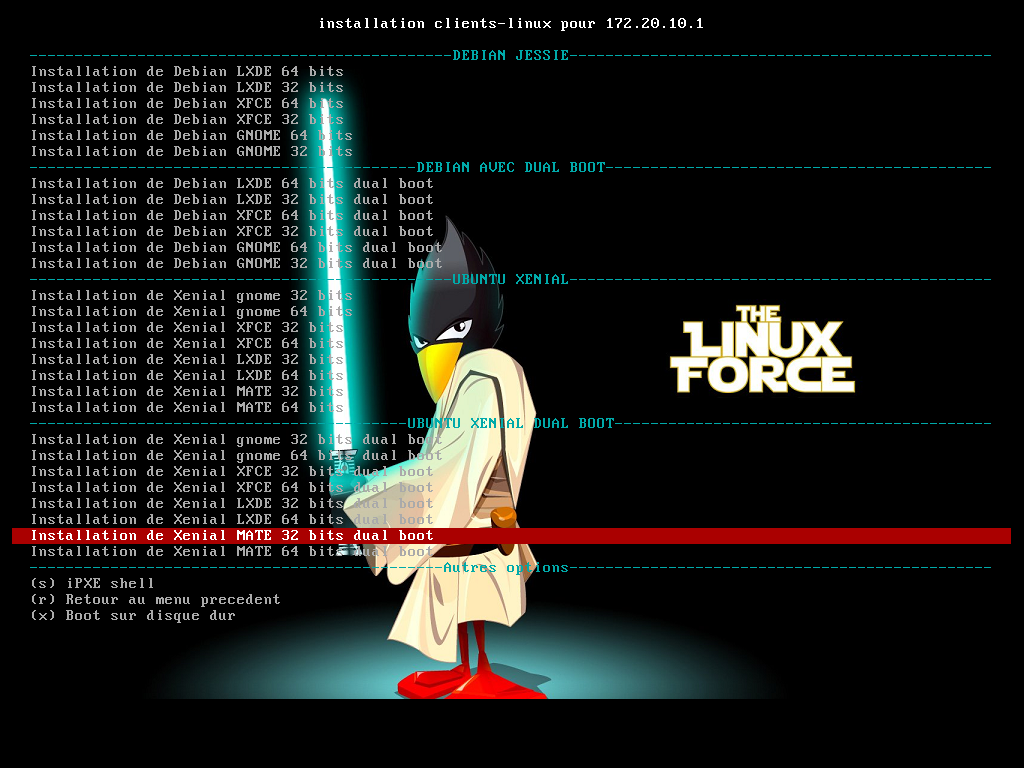 installation clients-linux pour 172.20.10.1
-----------------------------------------------DEBIAN JESSIE-----------------------------------------------
Installation de Debian LXDE 64 bits
Installation de Debian LXDE 32 bits
Installation de Debian XFCE 64 bits
Installation de Debian XFCE 32 bits
Installation de Debian GNOME 64 bits
Installation de Debian GNOME 32 bits
-------------------------------------------DEBIAN AVEC DUAL BOOT-------------------------------------------
Installation de Debian LXDE 64 bits dual boot
Installation de Debian LXDE 32 bits dual boot
Installation de Debian XFCE 64 bits dual boot
Installation de Debian XFCE 32 bits dual boot
Installation de Debian GNOME 64 bits dual boot
Installation de Debian GNOME 32 bits dual boot
-----------------------------------------------UBUNTU XENIAL-----------------------------------------------
Installation de Xenial gnome 32 bits
Installation de Xenial gnome 64 bits
Installation de Xenial XFCE 32 bits
Installation de Xenial XFCE 64 bits
Installation de Xenial LXDE 32 bits
Installation de Xenial LXDE 64 bits
Installation de Xenial MATE 32 bits
Installation de Xenial MATE 64 bits
THE
LINUX
FORCE
------------------------------------------UBUNTU XENIAL DUAL BOOT------------------------------------------
Installation de Xenial gnome 32 bits dual boot
Installation de Xenial gnome 64 bits dual boot
Installation de Xenial XFCE 32 bits dual boot
Installation de Xenial XFCE 64 bits dual boot
Installation de Xenial LXDE 32 bits dual boot
Installation de Xenial LXDE 64 bits dual boot
Installation de Xenial MATE 32 bits dual boot
Installation de Xenial MATE 64 bits dual boot
----------------------------------------------Autres options-----------------------------------------------
(s) iPXE shell
(r) Retour au menu precedent
(x) Boot sur disque dur